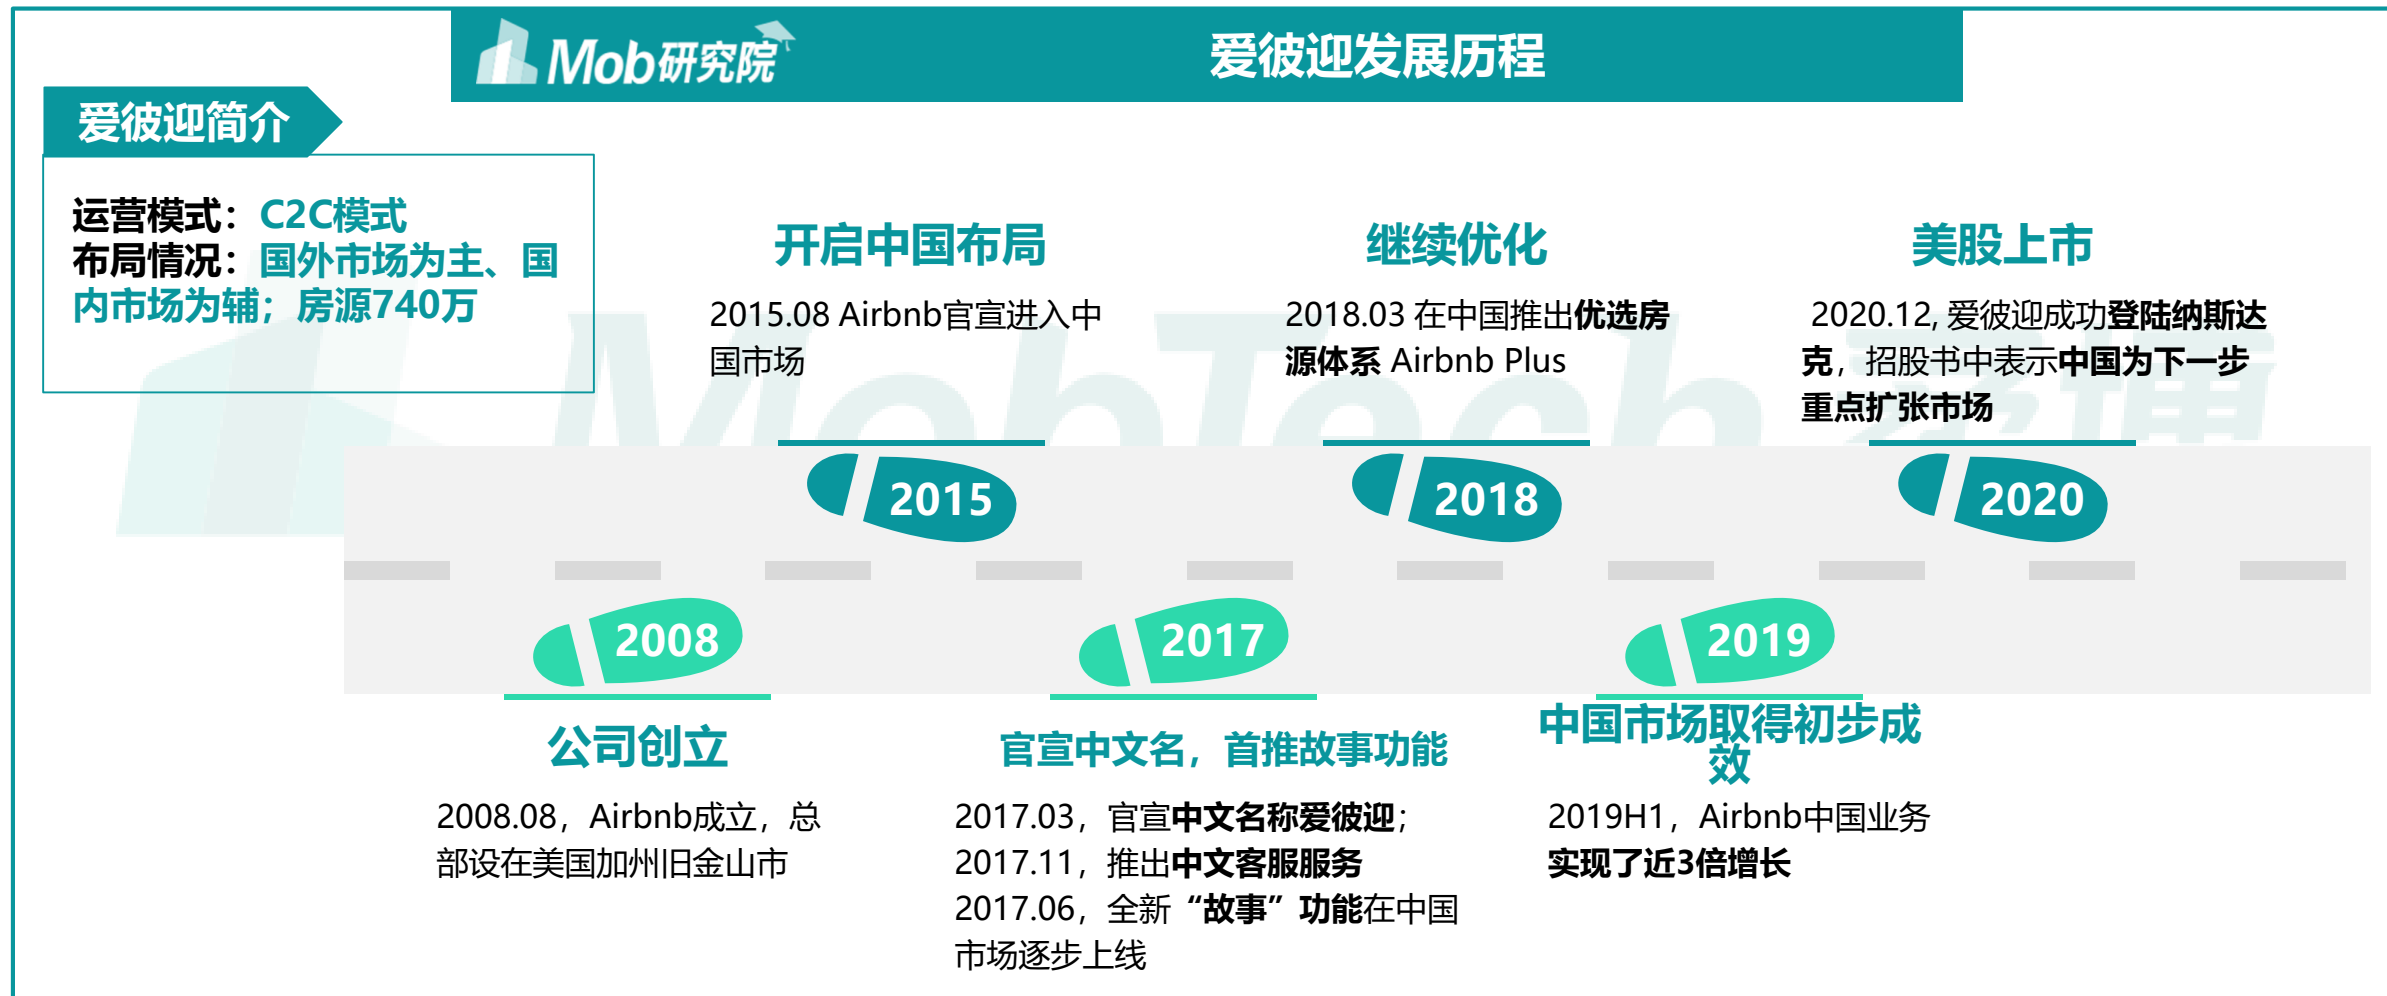 Mob研究院
爱彼迎发展历程
爱彼迎简介
运营模式：C2C模式
布局情况：国外市场为主、国
内市场为辅；房源740万
开启中国布局
2015.08 Airbnb官宣进入中
国市场
继续优化
2018.03 在中国推出优选房
源体系 Airbnb Plus
美股上市
2020.12, 爱彼迎成功登陆纳斯达
克，招股书中表示中国为下一步
重点扩张市场
MobTech 袤博
2015
2018
2020
2008
2017
2019
公司创立
2008.08，Airbnb成立，总
部设在美国加州旧金山市
官宣中文名，首推故事功能
2017.03，官宣中文名称爱彼迎；
2017.11，推出中文客服服务
2017.06，全新“故事”功能在中国
市场逐步上线
中国市场取得初步成
效
2019H1，Airbnb中国业务
实现了近3倍增长